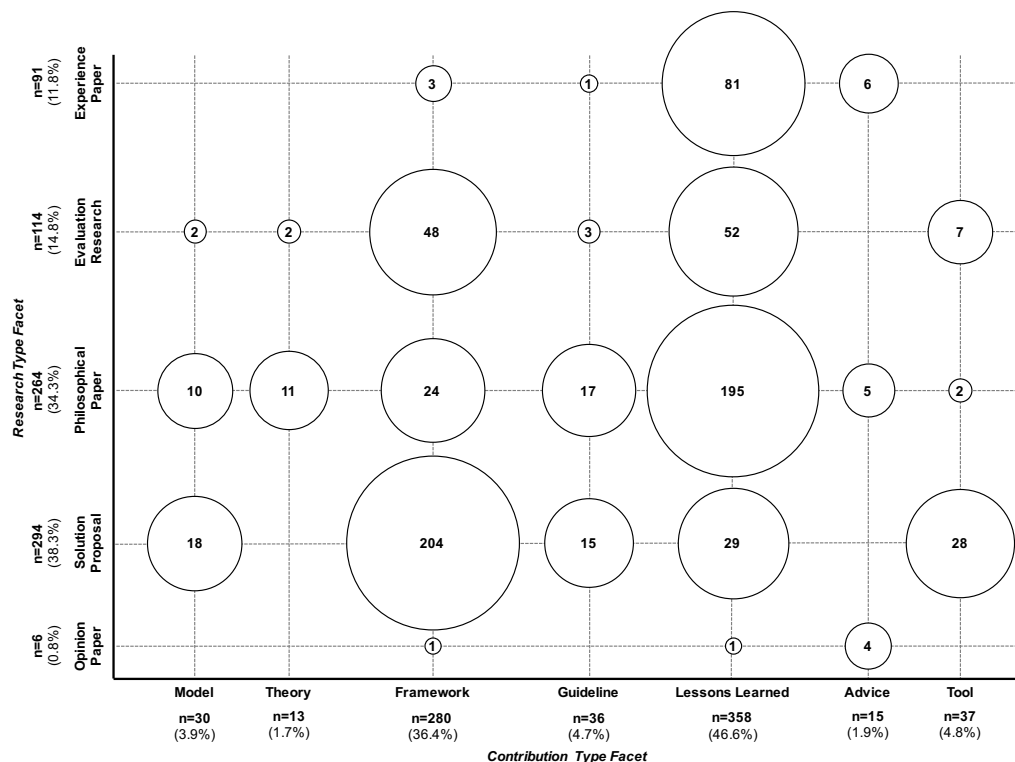 Research Type Facet
n=91
(11.8%)
Experience
Paper
3
1
81
6
n=114
(14.8%)
Evaluation
Research
2
2
48
3
52
7
n=264
(34.3%)
Philosophical
Paper
10
11
24
17
195
5
2
n=294
(38.3%)
Solution
Proposal
18
204
15
29
28
n=6
(0.8%)
Opinion
Paper
1
1
4
Model Theory Framework Guideline Lessons Learned Advice Tool
n=30 n=13 n=280 n=36 n=358 n=15 n=37
(3.9%) (1.7%) (36.4%) (4.7%) (46.6%) (1.9%) (4.8%)
Contribution Type Facet